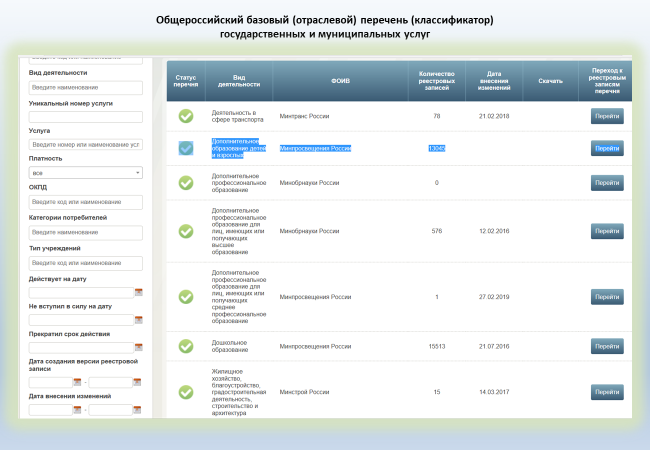 Общероссийский базовый (отраслевой) перечень (классификатор)
государственных и муниципальных услуг
Вид деятельности
Введите наименование
Уникальный номер услуги
Услуга
Введите номер или наименование усл
Платность
все
ОКПД
Введите код или наименование
Категории потребителей
Введите наименование
Тип учреждений
Введите код или наименование
Действует на дату
Не вступил в силу на дату
Прекратил срок действия
Дата создания версии реестровой
записи
-
Дата внесения изменений
-
Статус
перечня
Вид
деятельности
ФОИВ
Количество
реестровых
записей
Дата
внесения
изменений
Скачать
Переход к
реестровым
записям
перечня
Деятельность в
сфере транспорта
Минтранс России
78
21.02.2018
Перейти
Дополнительное
образование детей
и взрослых
Минпросвещения России
13045
Перейти
Дополнительное
профессиональное
образование
Минобрнауки России
0
Перейти
Дополнительное
профессиональное
образование для
лиц, имеющих или
получающих
высшее
образование
Минобрнауки России
576
12.02.2016
Перейти
Дополнительное
профессиональное
образование для
лиц, имеющих или
получающих
среднее
профессиональное
образование
Минпросвещения России
1
27.02.2019
Перейти
Дошкольное
образование
Минпросвещения России
15513
21.07.2016
Перейти
Жилищное
хозяйство,
благоустройство,
градостроительная
деятельность,
строительство и
архитектура
Минстрой России
15
14.03.2017
Перейти